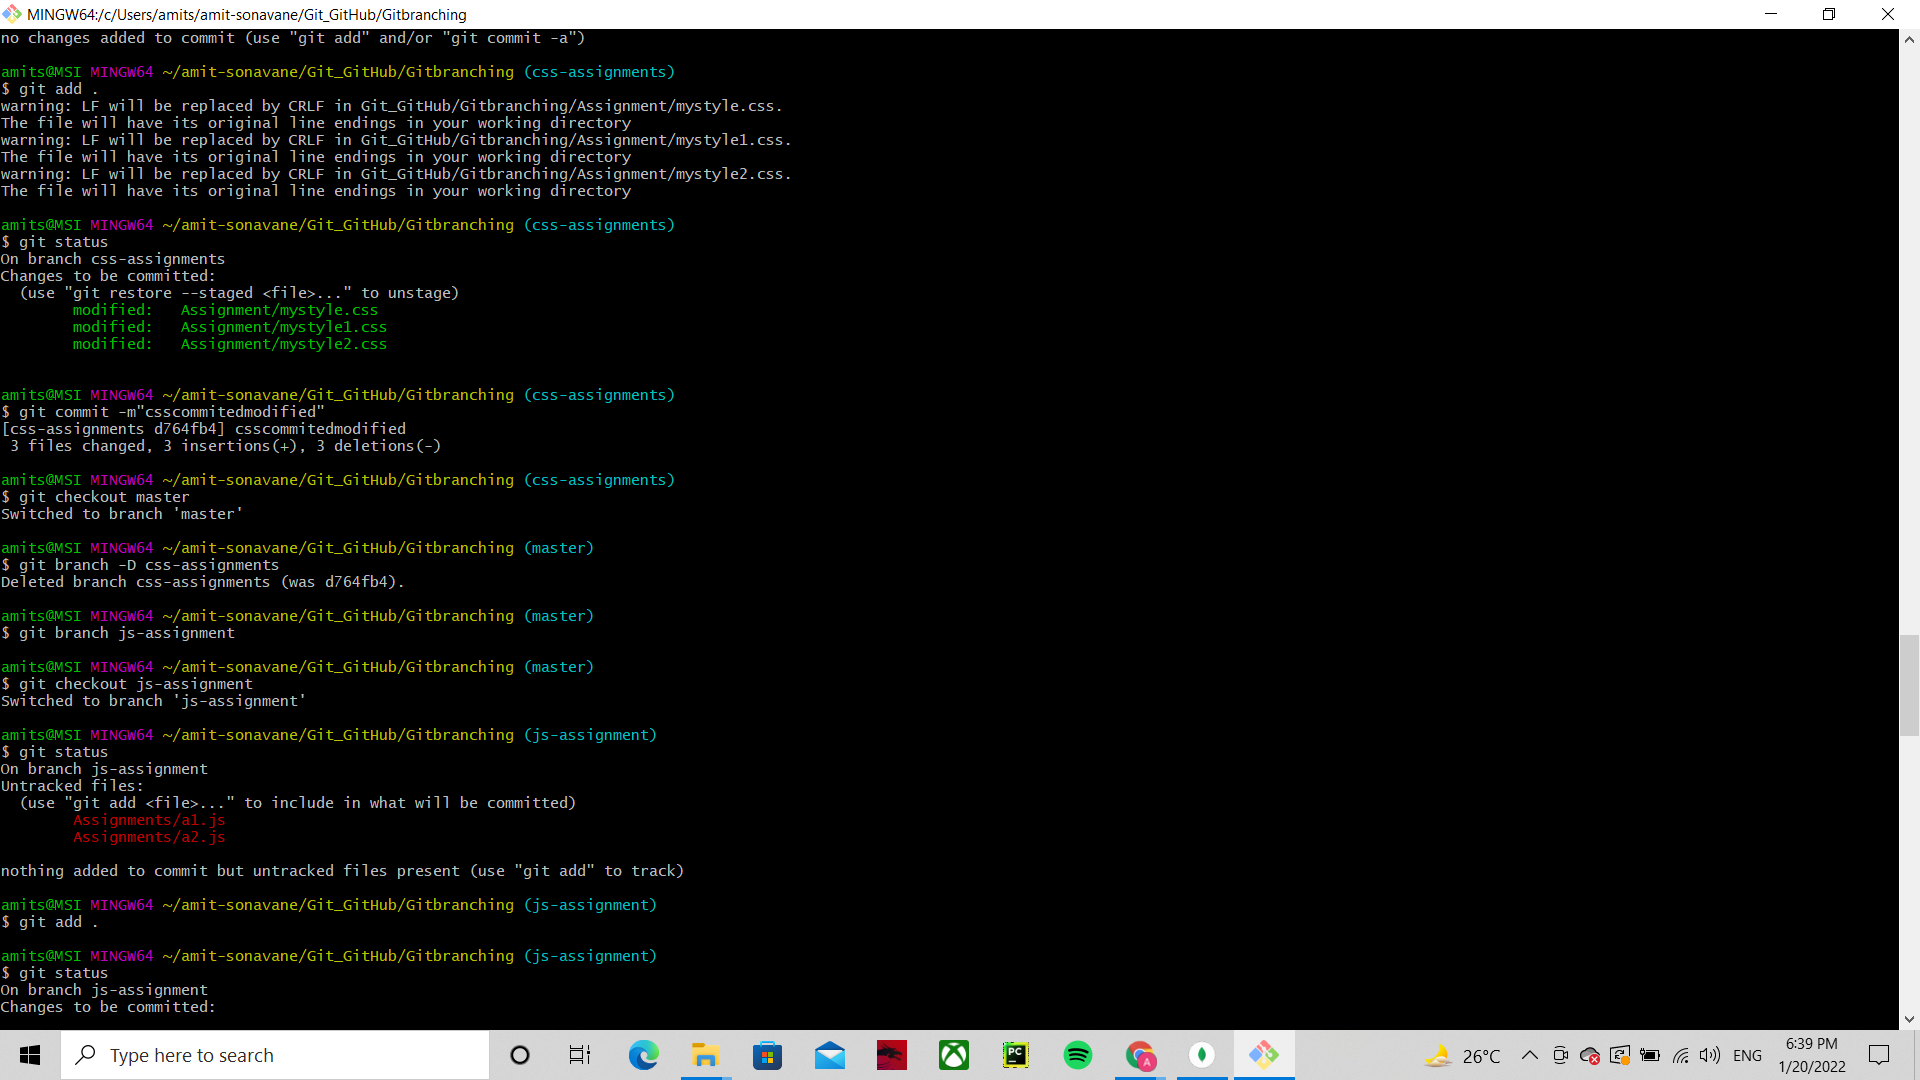 MINGW64:/c/Users/amits/amit-sonavane/Git_GitHub/Gitbranching
no changes added to commit (use "git add" and/or "git commit -a")
amits@MSI MINGW64 ~/amit-sonavane/Git_GitHub/Gitbranching (css-assignments)
$ git add .
warning: LF will be replaced by CRLF in Git_GitHub/Gitbranching/Assignment/mystyle.css.
The file will have its original line endings in your working directory
warning: LF will be replaced by CRLF in Git_GitHub/Gitbranching/Assignment/mystyle1.css.
The file will have its original line endings in your working directory
warning: LF will be replaced by CRLF in Git_GitHub/Gitbranching/Assignment/mystyle2.css.
The file will have its original line endings in your working directory
amits@MSI MINGW64 ~/amit-sonavane/Git_GitHub/Gitbranching (css-assignments)
$ git status
On branch css-assignments
Changes to be committed:
  (use "git restore --staged <file>..." to unstage)
        modified:   Assignment/mystyle.css
        modified:   Assignment/mystyle1.css
        modified:   Assignment/mystyle2.css
amits@MSI MINGW64 ~/amit-sonavane/Git_GitHub/Gitbranching (css-assignments)
$ git commit -m"csscommitedmodified"
[css-assignments d764fb4] csscommitedmodified
 3 files changed, 3 insertions(+), 3 deletions(-)
amits@MSI MINGW64 ~/amit-sonavane/Git_GitHub/Gitbranching (css-assignments)
$ git checkout master
Switched to branch 'master'
amits@MSI MINGW64 ~/amit-sonavane/Git_GitHub/Gitbranching (master)
$ git branch -D css-assignments
Deleted branch css-assignments (was d764fb4).
amits@MSI MINGW64 ~/amit-sonavane/Git_GitHub/Gitbranching (master)
$ git branch js-assignment
amits@MSI MINGW64 ~/amit-sonavane/Git_GitHub/Gitbranching (master)
$ git checkout js-assignment
Switched to branch 'js-assignment'
amits@MSI MINGW64 ~/amit-sonavane/Git_GitHub/Gitbranching (js-assignment)
$ git status
On branch js-assignment
Untracked files:
  (use "git add <file>..." to include in what will be committed)
        Assignments/a1.js
        Assignments/a2.js
nothing added to commit but untracked files present (use "git add" to track)
amits@MSI MINGW64 ~/amit-sonavane/Git_GitHub/Gitbranching (js-assignment)
$ git add .
amits@MSI MINGW64 ~/amit-sonavane/Git_GitHub/Gitbranching (js-assignment)
$ git status
On branch js-assignment
Changes to be committed:
Type here to search
PC
A
26°C
ENG
6:39 PM
1/20/2022